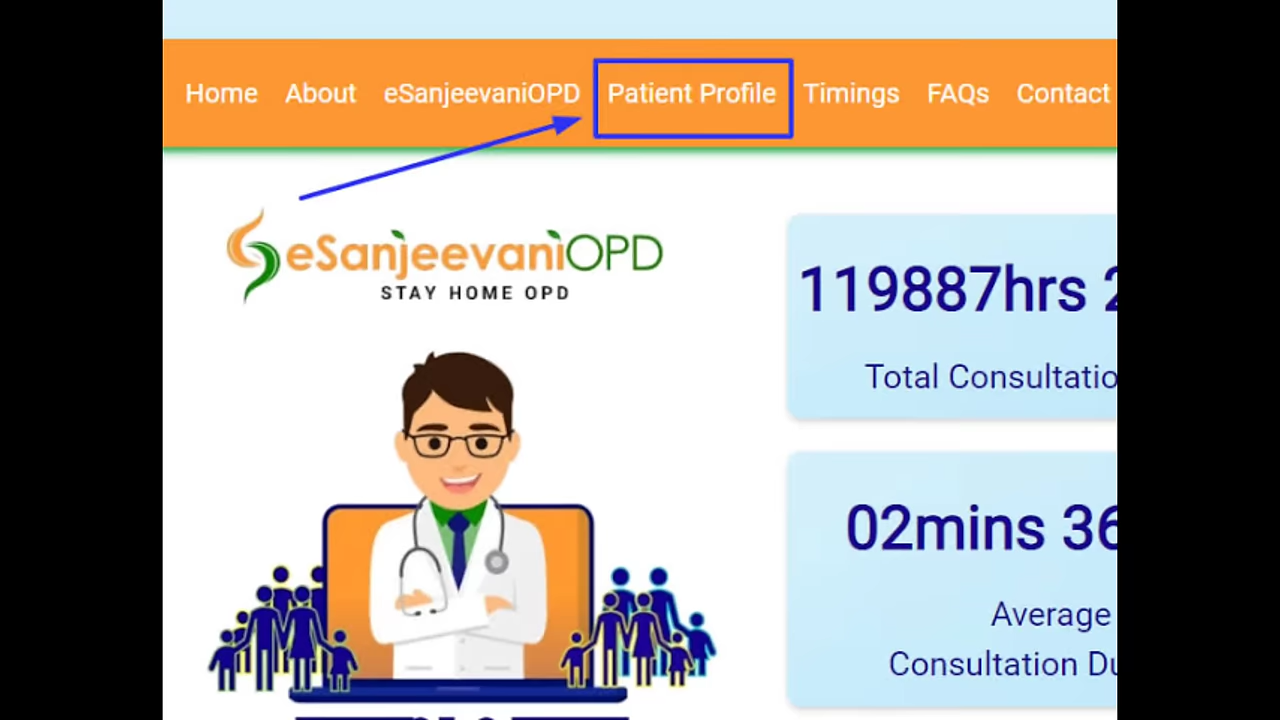 Home About eSanjeevaniOPD Patient Profile Timings FAQs Contact
eSanjeevaniOPD
STAY HOME OPD
119887hrs 2
Total Consultatio
02mins 36
Average
Consultation Du